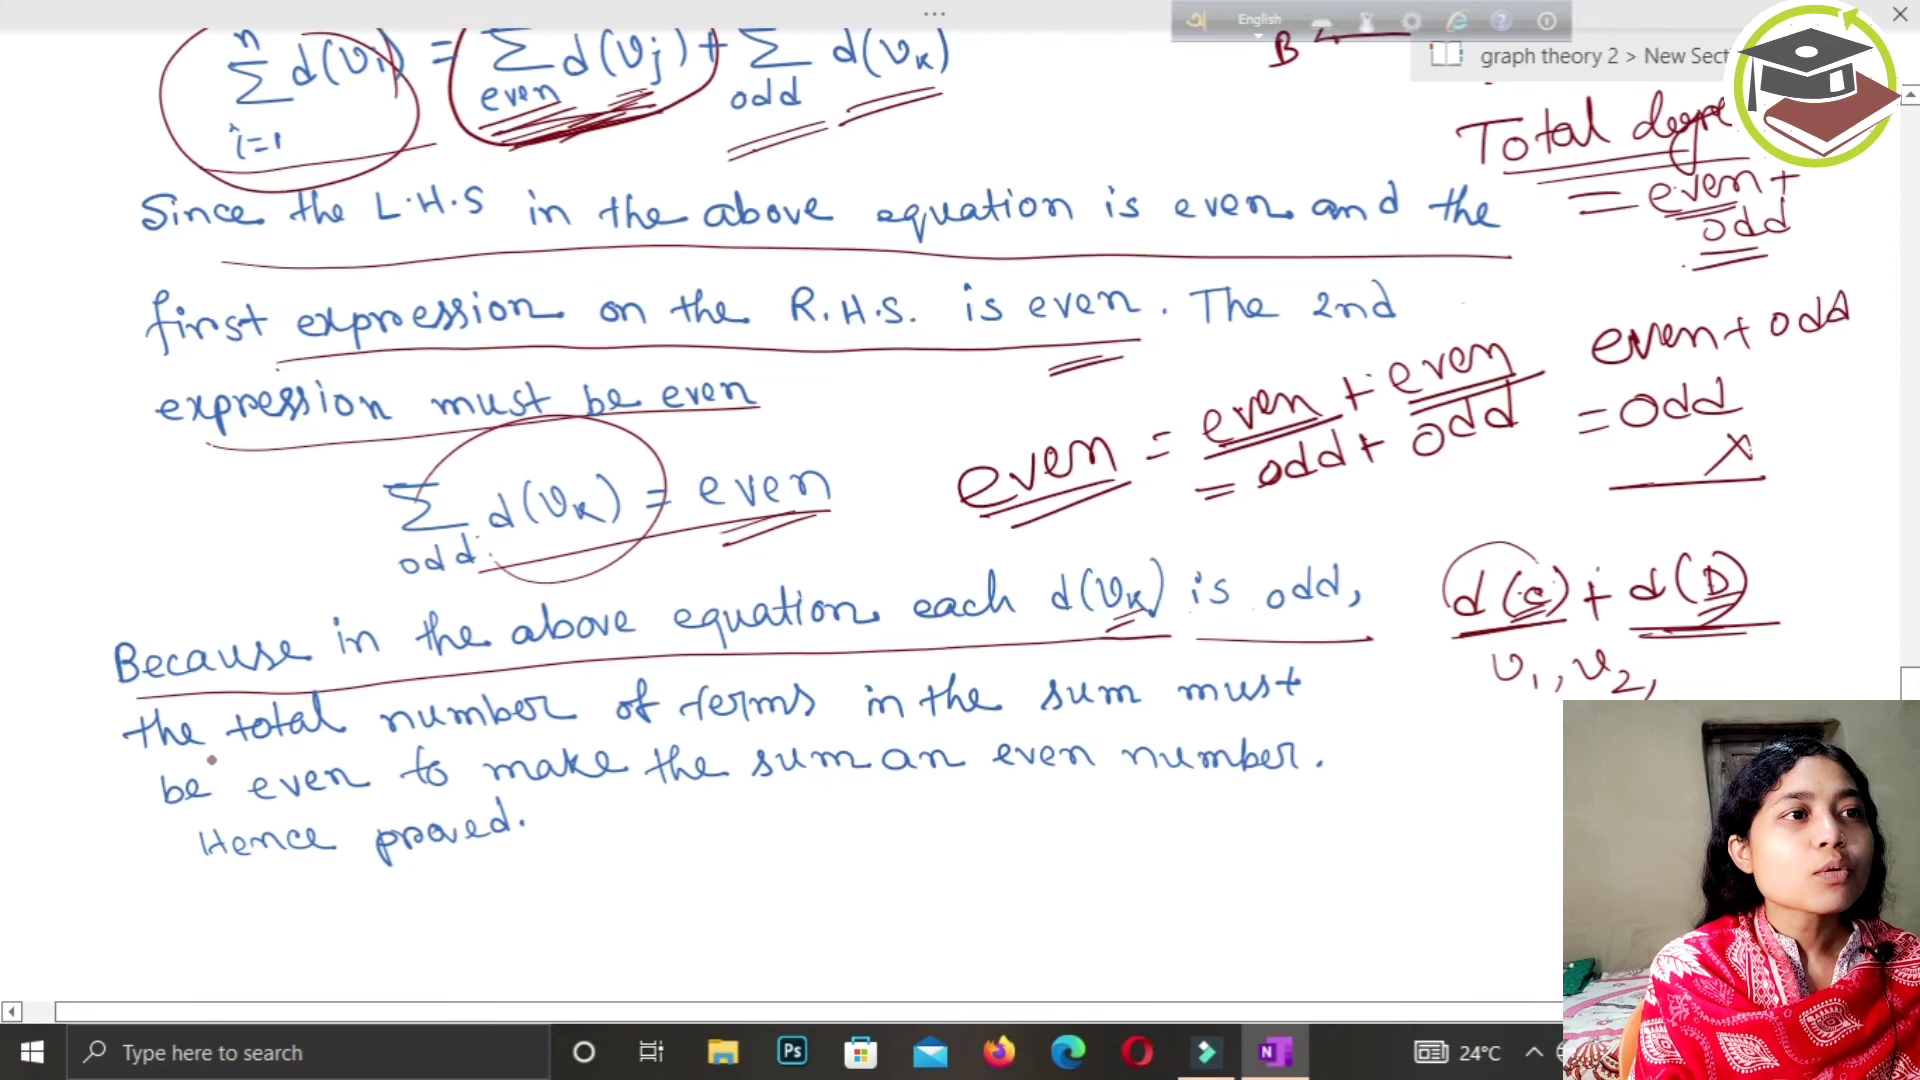 English
graph theory 2 > New Sect
B
n
Σ d(vᵢ) = Σ d(vⱼ) + Σ d(vₖ)
i=1 even odd
Total degre
= even +
odd
Since the L.H.S in the above equation is even and the
first expression on the R.H.S. is even. The 2nd
expression must be even
even = even + even
= odd + odd
even + odd
= odd
X
Σ d(vₖ) = even
odd
Because in the above equation each d(vₖ) is odd,
the total number of terms in the sum must
be even to make the sum an even number.
Hence proved.
d(C) + d(D)
v₁, v₂,
Type here to search
Ps
N
24°C